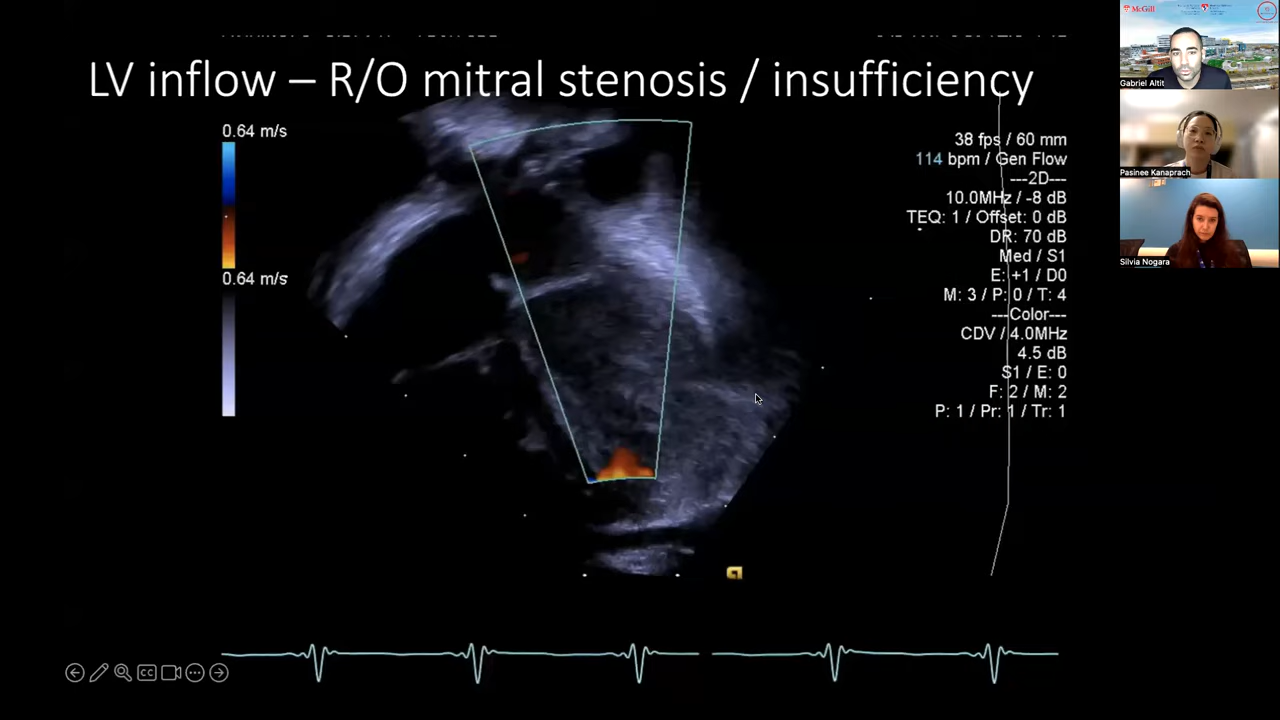 LV inflow – R/O mitral stenosis / insufficiency
0.64 m/s
0.64 m/s
38 fps / 60 mm
114 bpm / Gen Flow
---2D---
10.0MHz / -8 dB
TEQ: 1 / Offset: 0 dB
DR: 70 dB
Med / S1
E: +1 / D0
M: 3 / P: 0 / T: 4
---Color---
CDV / 4.0MHz
4.5 dB
S1 / E: 0
F: 2 / M: 2
P: 1 / Pr: 1 / Tr: 1
CC
McGill
Gabriel Altit
Pasinee Kanaprach
Silvia Nogara